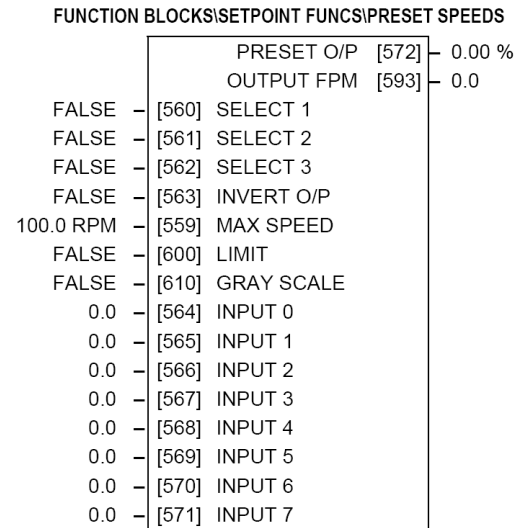 FUNCTION BLOCKS\SETPOINT FUNCS\PRESET SPEEDS
PRESET O/P [572] – 0.00 %
OUTPUT FPM [593] – 0.0
FALSE – [560] SELECT 1
FALSE – [561] SELECT 2
FALSE – [562] SELECT 3
FALSE – [563] INVERT O/P
100.0 RPM – [559] MAX SPEED
FALSE – [600] LIMIT
FALSE – [610] GRAY SCALE
0.0 – [564] INPUT 0
0.0 – [565] INPUT 1
0.0 – [566] INPUT 2
0.0 – [567] INPUT 3
0.0 – [568] INPUT 4
0.0 – [569] INPUT 5
0.0 – [570] INPUT 6
0.0 – [571] INPUT 7